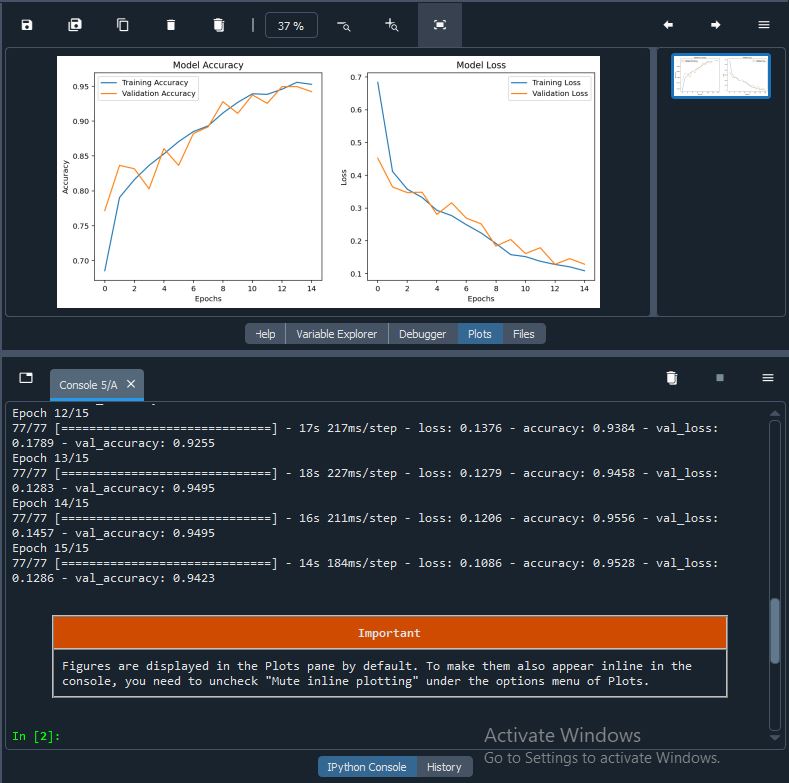 37 %
Model Accuracy
Training Accuracy
Validation Accuracy
0.95
0.90
0.85
0.80
0.75
0.70
Accuracy
0 2 4 6 8 10 12 14
Epochs
Model Loss
Training Loss
Validation Loss
0.7
0.6
0.5
0.4
0.3
0.2
0.1
Loss
0 2 4 6 8 10 12 14
Epochs
Help Variable Explorer Debugger Plots Files
Console 5/A
Epoch 12/15
77/77 [==============================] - 17s 217ms/step - loss: 0.1376 - accuracy: 0.9384 - val_loss:
0.1789 - val_accuracy: 0.9255
Epoch 13/15
77/77 [==============================] - 18s 227ms/step - loss: 0.1279 - accuracy: 0.9458 - val_loss:
0.1283 - val_accuracy: 0.9495
Epoch 14/15
77/77 [==============================] - 16s 211ms/step - loss: 0.1206 - accuracy: 0.9556 - val_loss:
0.1457 - val_accuracy: 0.9495
Epoch 15/15
77/77 [==============================] - 14s 184ms/step - loss: 0.1086 - accuracy: 0.9528 - val_loss:
0.1286 - val_accuracy: 0.9423
Important
Figures are displayed in the Plots pane by default. To make them also appear inline in the
console, you need to uncheck "Mute inline plotting" under the options menu of Plots.
In [2]:
Activate Windows
Go to Settings to activate Windows.
IPython Console History